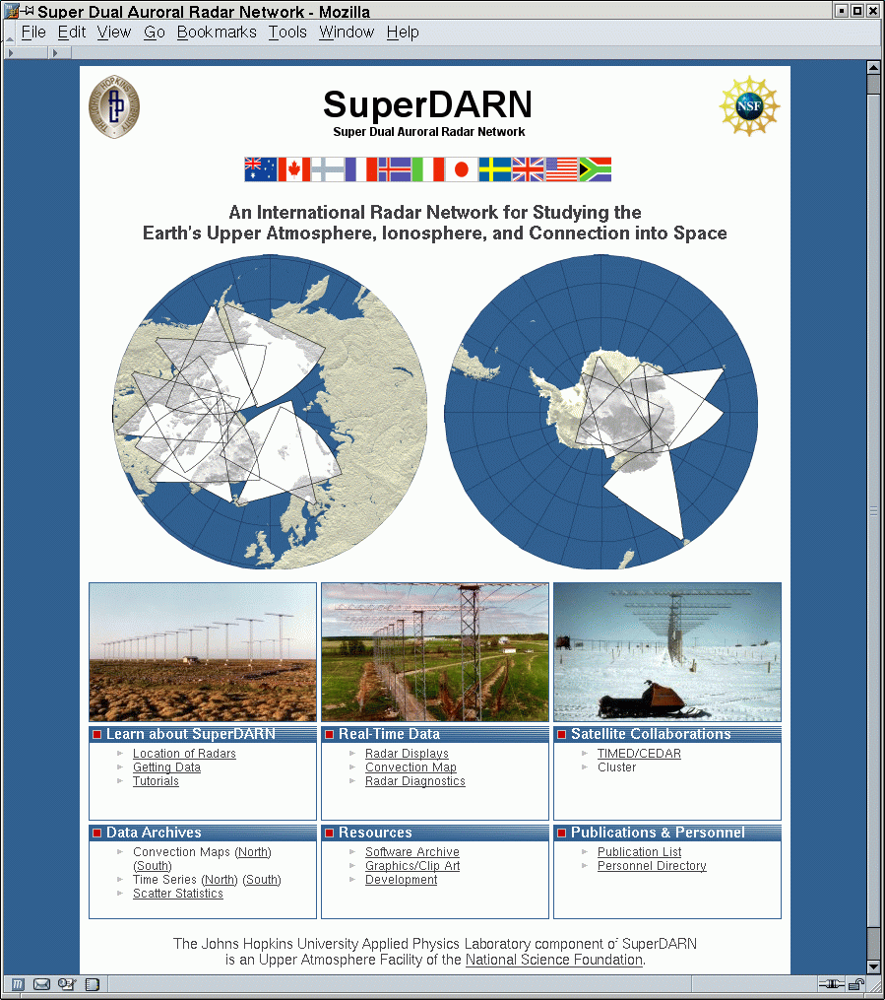 Super Dual Auroral Radar Network - Mozilla
File Edit View Go Bookmarks Tools Window Help
THE JOHNS HOPKINS UNIVERSITY
APL
SuperDARN
Super Dual Auroral Radar Network
NSF
An International Radar Network for Studying the
Earth's Upper Atmosphere, Ionosphere, and Connection into Space
Learn about SuperDARN
Location of Radars
Getting Data
Tutorials
Real-Time Data
Radar Displays
Convection Map
Radar Diagnostics
Satellite Collaborations
TIMED/CEDAR
Cluster
Data Archives
Convection Maps (North)
(South)
Time Series (North) (South)
Scatter Statistics
Resources
Software Archive
Graphics/Clip Art
Development
Publications & Personnel
Publication List
Personnel Directory
The Johns Hopkins University Applied Physics Laboratory component of SuperDARN
is an Upper Atmosphere Facility of the National Science Foundation.